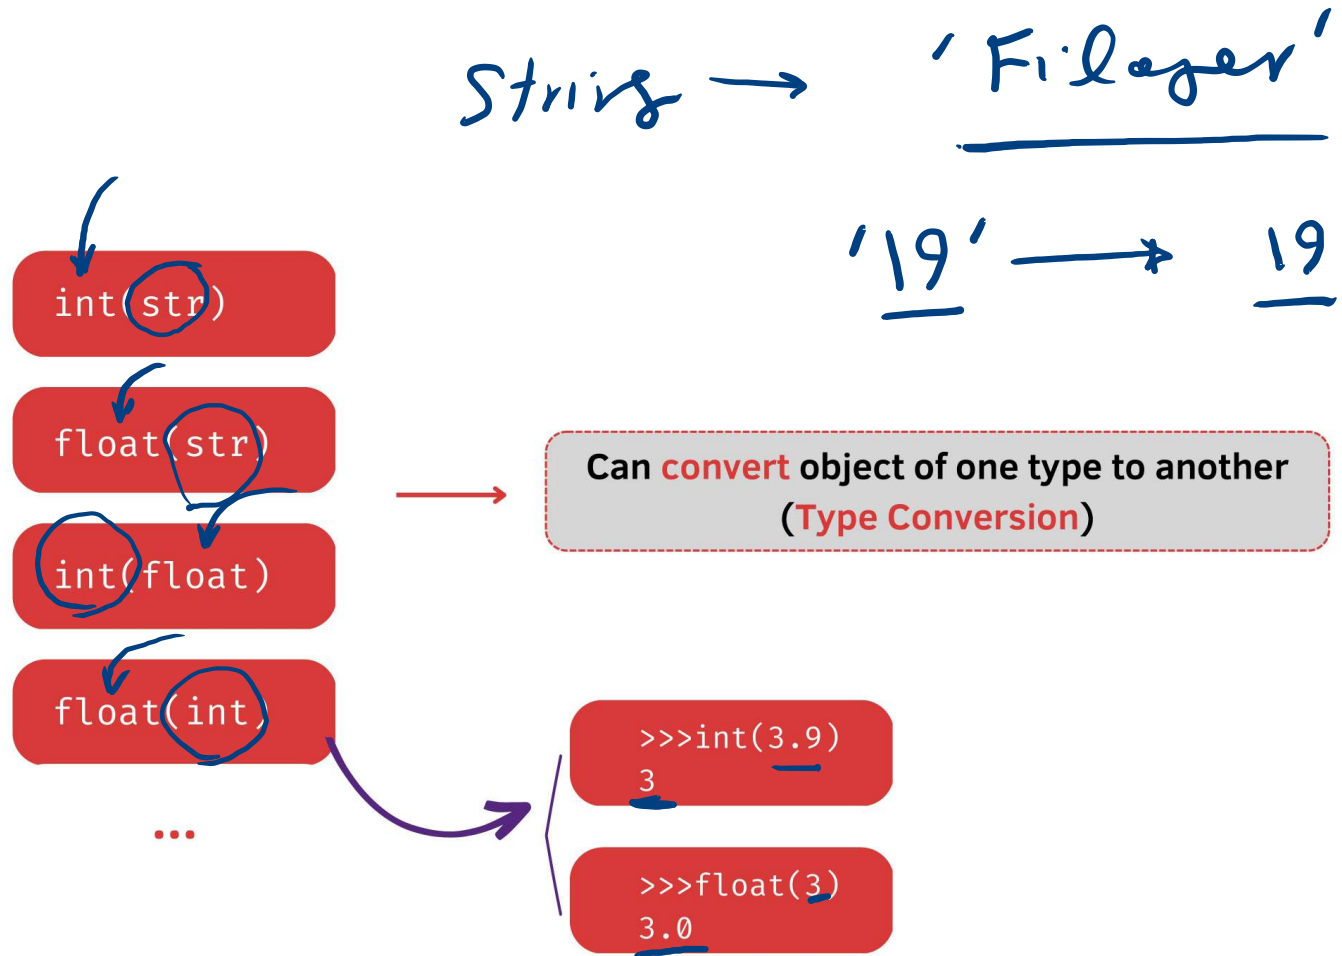 String → 'Filager'
'19' → 19
int(str)
float(str)
int(float)
float(int)
...
Can convert object of one type to another
(Type Conversion)
>>>int(3.9)
3
>>>float(3)
3.0